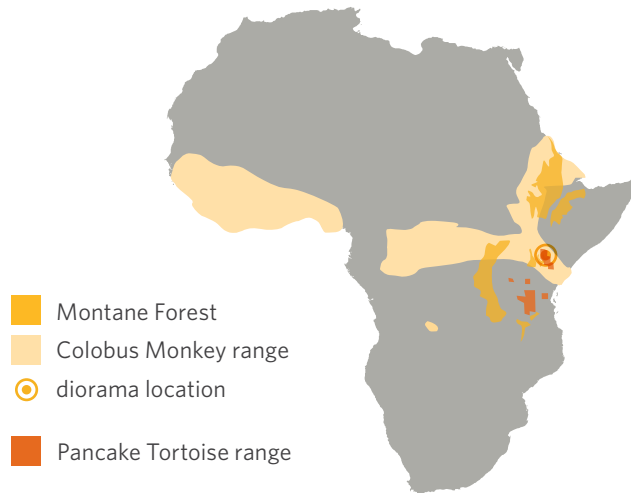 Montane Forest
Colobus Monkey range
diorama location
Pancake Tortoise range